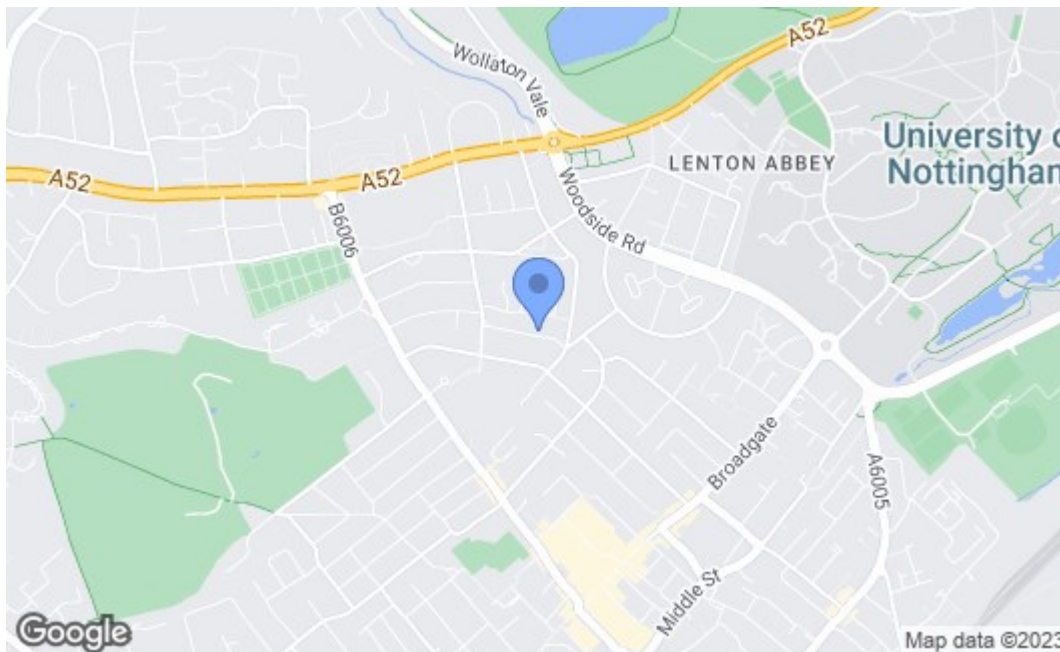 A52
Wollaton Vale
University o
Nottingham
LENTON ABBEY
A52
A52
B6006
Woodside Rd
Broadgate
A6005
Middle St
Google
Map data ©2023